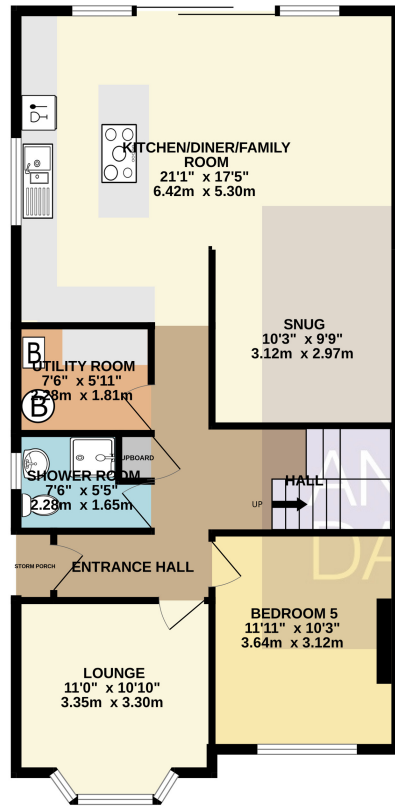 KITCHEN/DINER/FAMILY
ROOM
21'1" x 17'5"
6.42m x 5.30m
SNUG
10'3" x 9'9"
3.12m x 2.97m
B
UTILITY ROOM
7'6" x 5'11"
2.28m x 1.81m
B
UPBOARD
SHOWER ROOM
7'6" x 5'5"
2.28m x 1.65m
HALL
UP
AN
DA
STORM PORCH
ENTRANCE HALL
BEDROOM 5
11'11" x 10'3"
3.64m x 3.12m
LOUNGE
11'0" x 10'10"
3.35m x 3.30m